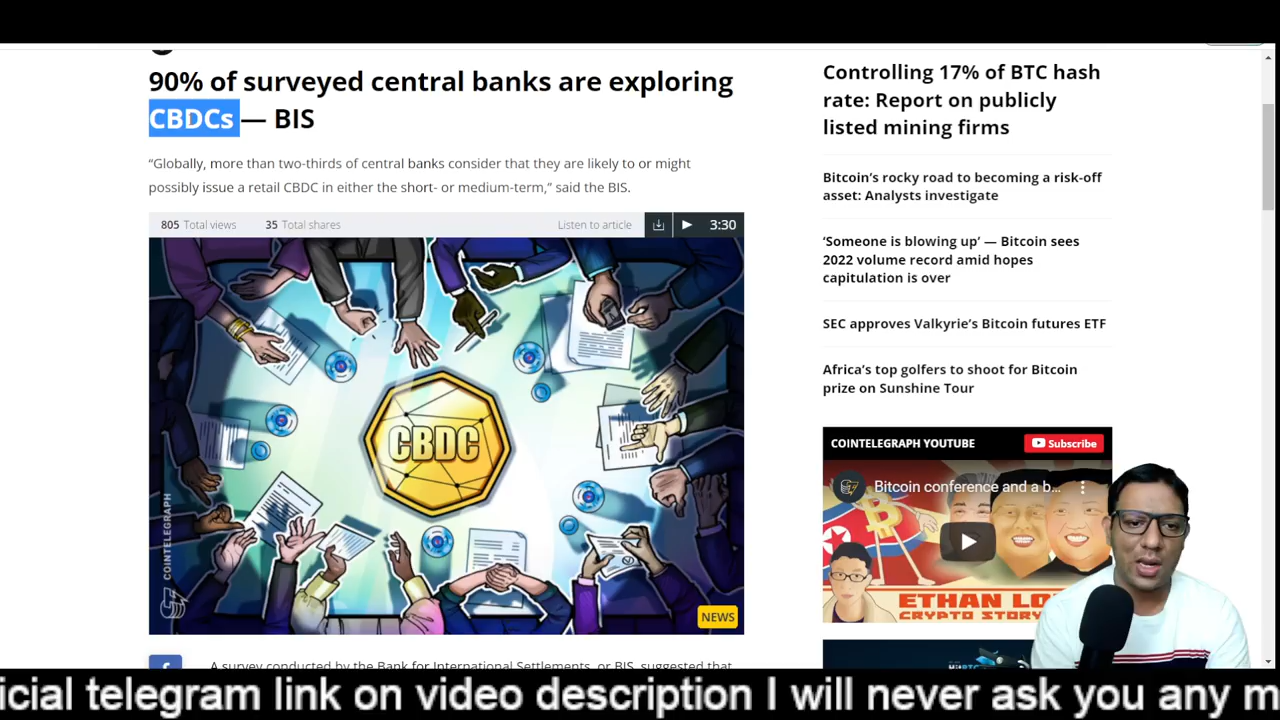 90% of surveyed central banks are exploring
CBDCs — BIS
“Globally, more than two-thirds of central banks consider that they are likely to or might
possibly issue a retail CBDC in either the short- or medium-term,” said the BIS.
805 Total views
35 Total shares
Listen to article
3:30
CBDC
COINTELEGRAPH
NEWS
A survey conducted by the Bank for International Settlements, or BIS, suggested that
Controlling 17% of BTC hash
rate: Report on publicly
listed mining firms
Bitcoin’s rocky road to becoming a risk-off
asset: Analysts investigate
‘Someone is blowing up’ — Bitcoin sees
2022 volume record amid hopes
capitulation is over
SEC approves Valkyrie’s Bitcoin futures ETF
Africa’s top golfers to shoot for Bitcoin
prize on Sunshine Tour
COINTELEGRAPH YOUTUBE
Subscribe
Bitcoin conference and a b...
ETHAN
CRYPTO STORY
icial telegram link on video description I will never ask you any m